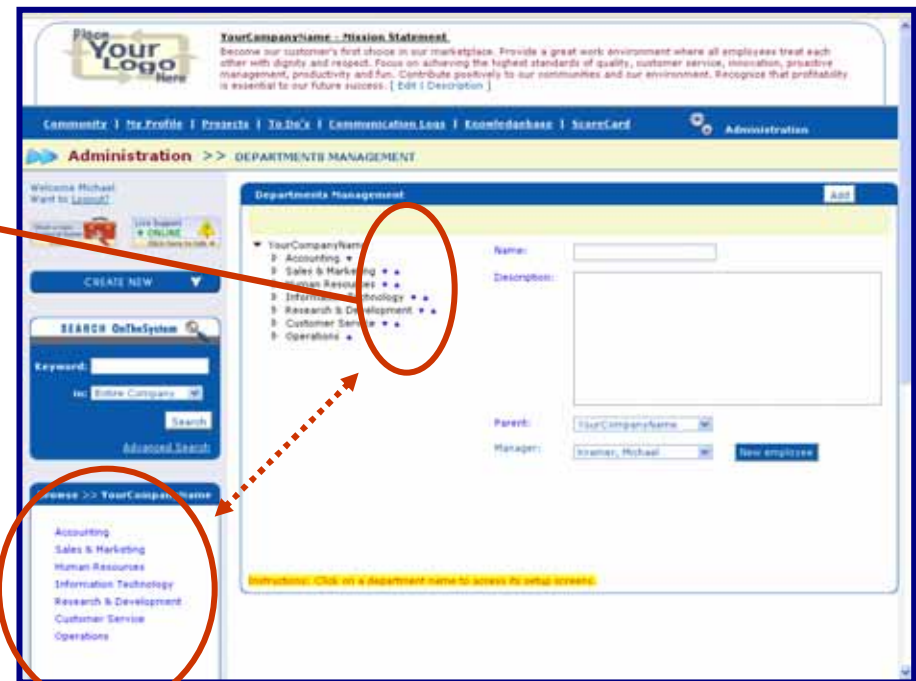 Place
Your
Logo
Here
YourCompanyName - Mission Statement
Become our customer's first choice in our marketplace. Provide a great work environment where all employees treat each
other with dignity and respect. Focus on achieving the highest standards of quality, customer service, innovation, proactive
management, productivity and fun. Contribute positively to our communities and our environment. Recognize that profitability
is essential to our future success. [ Edit | Description ]
Community | My Profile | Projects | To Do's | Communication Logs | Knowledgebase | ScoreCard
Administration
Administration >> DEPARTMENTS MANAGEMENT
Welcome Michael
Want to Logout?
Live Support
ONLINE
Click here to talk
CREATE NEW
SEARCH OnTheSystem
Keyword:
In: Entire Company
Search
Advanced Search
Browse >> YourCompanyName
Accounting
Sales & Marketing
Human Resources
Information Technology
Research & Development
Customer Service
Operations
Departments Management
Add
YourCompanyName
Accounting
Sales & Marketing
Human Resources
Information Technology
Research & Development
Customer Service
Operations
Name:
Description:
Parent: YourCompanyName
Manager: Kramer, Michael New employee
Instructions: Click on a department name to access its setup screens.